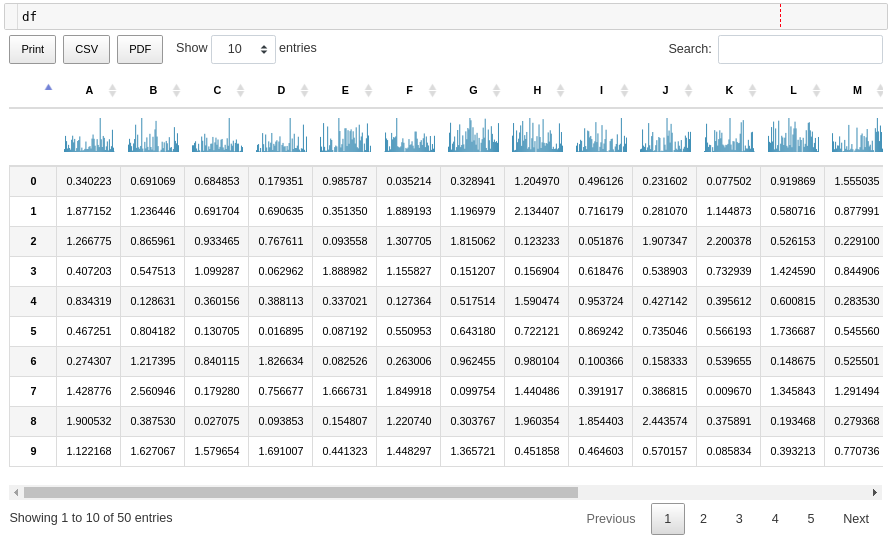 df
Print CSV PDF Show 10 entries Search:
A B C D E F G H I J K L M
0 0.340223 0.691069 0.684853 0.179351 0.985787 0.035214 0.328941 1.204970 0.496126 0.231602 0.077502 0.919869 1.555035
1 1.877152 1.236446 0.691704 0.690635 0.351350 1.889193 1.196979 2.134407 0.716179 0.281070 1.144873 0.580716 0.877991
2 1.266775 0.865961 0.933465 0.767611 0.093558 1.307705 1.815062 0.123233 0.051876 1.907347 2.200378 0.526153 0.229100
3 0.407203 0.547513 1.099287 0.062962 1.888982 1.155827 0.151207 0.156904 0.618476 0.538903 0.732939 1.424590 0.844906
4 0.834319 0.128631 0.360156 0.388113 0.337021 0.127364 0.517514 1.590474 0.953724 0.427142 0.395612 0.600815 0.283530
5 0.467251 0.804182 0.130705 0.016895 0.087192 0.550953 0.643180 0.722121 0.869242 0.735046 0.566193 1.736687 0.545560
6 0.274307 1.217395 0.840115 1.826634 0.082526 0.263006 0.962455 0.980104 0.100366 0.158333 0.539655 0.148675 0.525501
7 1.428776 2.560946 0.179280 0.756677 1.666731 1.849918 0.099754 1.440486 0.391917 0.386815 0.009670 1.345843 1.291494
8 1.900532 0.387530 0.027075 0.093853 0.154807 1.220740 0.303767 1.960354 1.854403 2.443574 0.375891 0.193468 0.279368
9 1.122168 1.627067 1.579654 1.691007 0.441323 1.448297 1.365721 0.451858 0.464603 0.570157 0.085834 0.393213 0.770736
Showing 1 to 10 of 50 entries Previous 1 2 3 4 5 Next